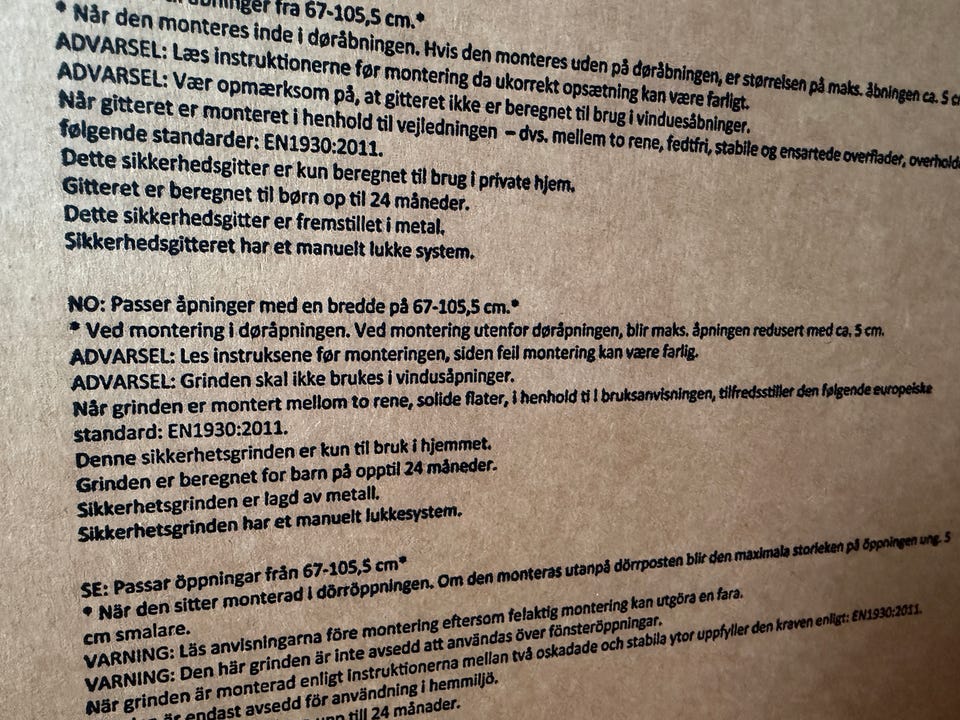 fra 67-105,5 cm.*
* Når den monteres inde i døråbningen. Hvis den monteres uden på døråbningen, er størrelsen på maks. åbningen ca. 5
ADVARSEL: Læs instruktionerne før montering da ukorrekt opsætning kan være farligt.
ADVARSEL: Vær opmærksom på, at gitteret ikke er beregnet til brug i vinduesåbninger.
Når gitteret er monteret i henhold til vejledningen – dvs. mellem to rene, fedtfri, stabile og ensartede overflader,
følgende standarder: EN1930:2011.
Dette sikkerhedsgitter er kun beregnet til brug i private hjem.
Gitteret er beregnet til børn op til 24 måneder.
Dette sikkerhedsgitter er fremstillet i metal.
Sikkerhedsgitteret har et manuelt lukke system.
NO: Passer åpninger med en bredde på 67-105,5 cm.*
* Ved montering i døråpningen. Ved montering utenfor døråpningen, blir maks. åpningen redusert med ca. 5 cm.
ADVARSEL: Les instruksene før monteringen, siden feil montering kan være farlig.
ADVARSEL: Grinden skal ikke brukes i vindusåpninger.
Når grinden er montert mellom to rene, solide flater, i henhold ti l bruksanvisningen, tilfredsstiller den følgende europeiske
standard: EN1930:2011.
Denne sikkerhetsgrinden er kun til bruk i hjemmet.
Grinden er beregnet for barn på opptil 24 måneder.
Sikkerhetsgrinden er lagd av metall.
Sikkerhetsgrinden har et manuelt lukkesystem.
SE: Passar öppningar från 67-105,5 cm*
* När den sitter monterad i dörröppningen. Om den monteras utanpå dörrposten blir den maximala storleken på öppningen ung. 5
cm smalare.
VARNING: Läs anvisningarna före montering eftersom felaktig montering kan utgöra en fara.
VARNING: Den här grinden är inte avsedd att användas över fönsteröppningar.
När grinden är monterad enligt instruktionerna mellan två oskadade och stabila ytor uppfyller den kraven enligt: EN1930:2011.
är endast avsedd för användning i hemmiljö.
till 24 månader.